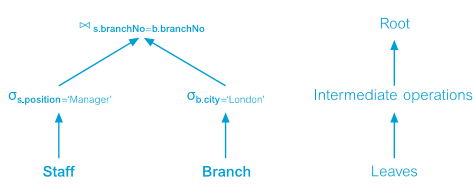 ⋈ s.branchNo=b.branchNo
Root
σs.position='Manager'
σb.city='London'
Intermediate operations
Staff
Branch
Leaves